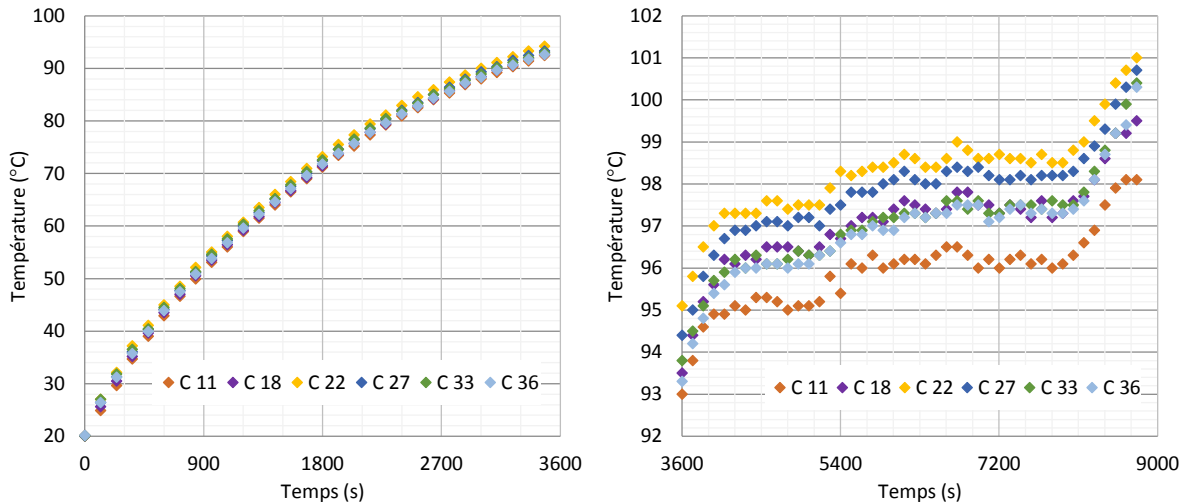 100
90
80
70
60
50
40
30
20
Température (°C)
C 11 C 18 C 22 C 27 C 33 C 36
0 900 1800 2700 3600
Temps (s)
102
101
100
99
98
97
96
95
94
93
92
Température (°C)
C 11 C 18 C 22 C 27 C 33 C 36
3600 5400 7200 9000
Temps (s)